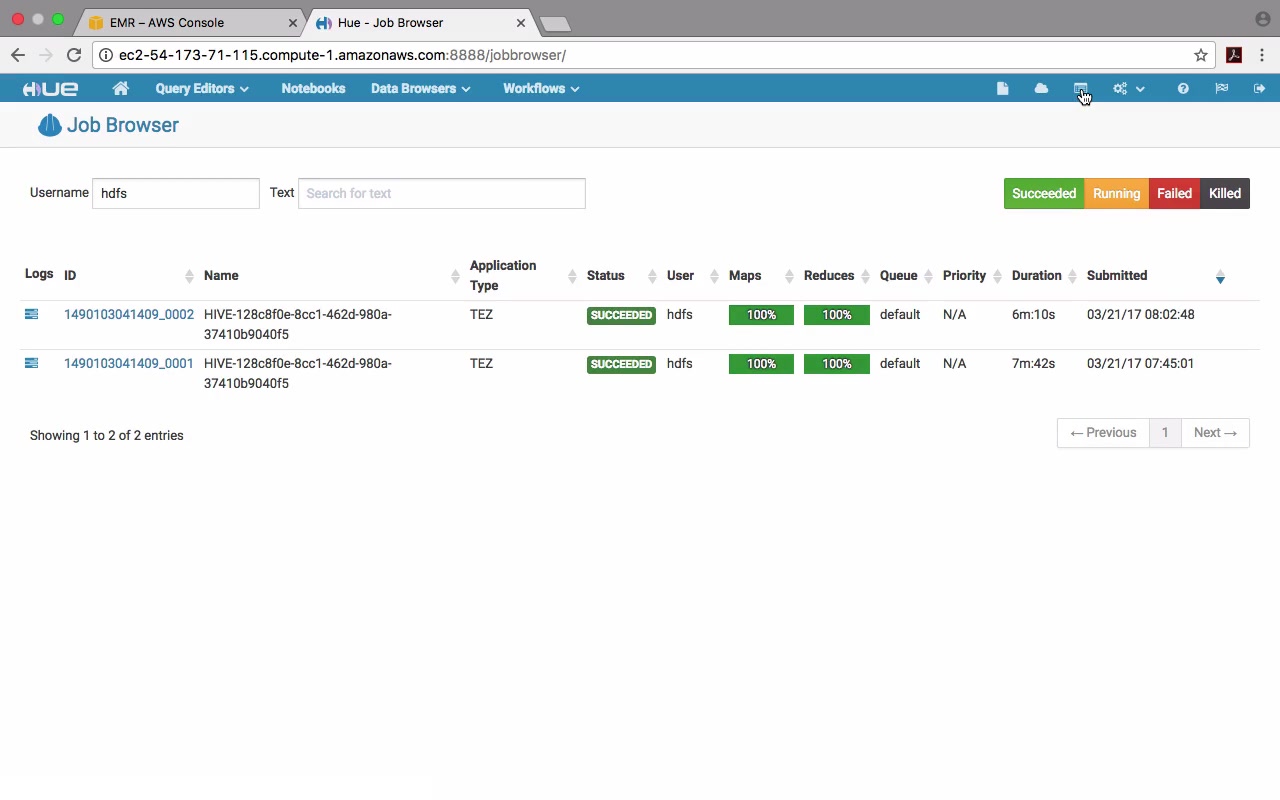 EMR – AWS Console
Hue - Job Browser
ec2-54-173-71-115.compute-1.amazonaws.com:8888/jobbrowser/
HUE Query Editors Notebooks Data Browsers Workflows
Job Browser
Username hdfs Text Search for text Succeeded Running Failed Killed
Logs ID Name Application Type Status User Maps Reduces Queue Priority Duration Submitted
1490103041409_0002 HIVE-128c8f0e-8cc1-462d-980a- TEZ SUCCEEDED hdfs 100% 100% default N/A 6m:10s 03/21/17 08:02:48
37410b9040f5
1490103041409_0001 HIVE-128c8f0e-8cc1-462d-980a- TEZ SUCCEEDED hdfs 100% 100% default N/A 7m:42s 03/21/17 07:45:01
37410b9040f5
Showing 1 to 2 of 2 entries ← Previous 1 Next →